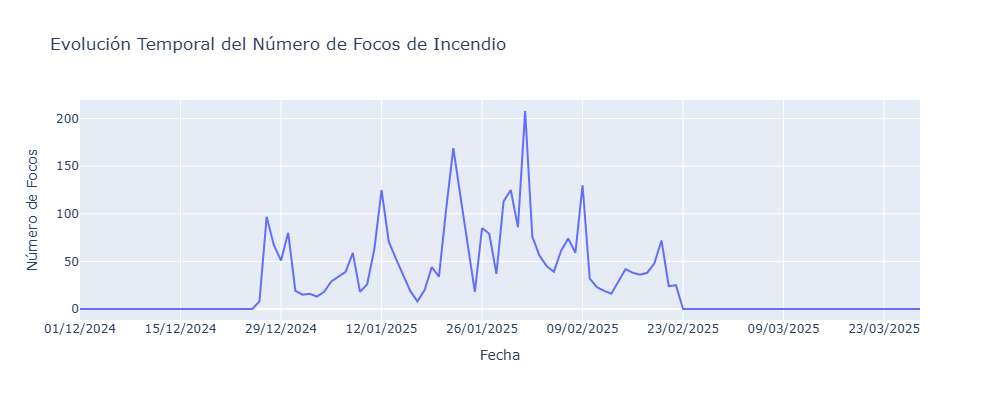 Evolución Temporal del Número de Focos de Incendio
Número de Focos
200
150
100
50
0
01/12/2024 15/12/2024 29/12/2024 12/01/2025 26/01/2025 09/02/2025 23/02/2025 09/03/2025 23/03/2025
Fecha